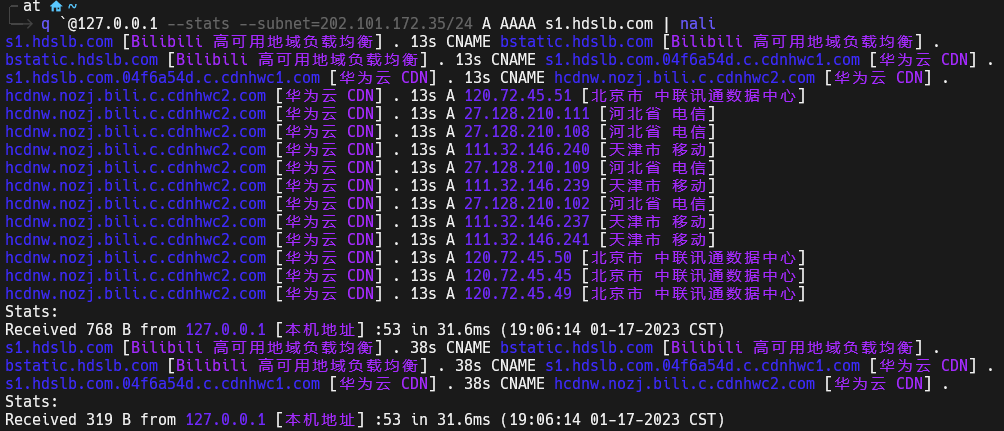 at ~
q `@127.0.0.1 --stats --subnet=202.101.172.35/24 A AAAA s1.hdslb.com | nali
s1.hdslb.com [Bilibili 高可用地域负载均衡] . 13s CNAME bstatic.hdslb.com [Bilibili 高可用地域负载均衡] .
bstatic.hdslb.com [Bilibili 高可用地域负载均衡] . 13s CNAME s1.hdslb.com.04f6a54d.c.cdnhwc1.com [华为云 CDN] .
s1.hdslb.com.04f6a54d.c.cdnhwc1.com [华为云 CDN] . 13s CNAME hcdnw.nozj.bili.c.cdnhwc2.com [华为云 CDN] .
hcdnw.nozj.bili.c.cdnhwc2.com [华为云 CDN] . 13s A 120.72.45.51 [北京市 中联讯通数据中心]
hcdnw.nozj.bili.c.cdnhwc2.com [华为云 CDN] . 13s A 27.128.210.111 [河北省 电信]
hcdnw.nozj.bili.c.cdnhwc2.com [华为云 CDN] . 13s A 27.128.210.108 [河北省 电信]
hcdnw.nozj.bili.c.cdnhwc2.com [华为云 CDN] . 13s A 111.32.146.240 [天津市 移动]
hcdnw.nozj.bili.c.cdnhwc2.com [华为云 CDN] . 13s A 27.128.210.109 [河北省 电信]
hcdnw.nozj.bili.c.cdnhwc2.com [华为云 CDN] . 13s A 111.32.146.239 [天津市 移动]
hcdnw.nozj.bili.c.cdnhwc2.com [华为云 CDN] . 13s A 27.128.210.102 [河北省 电信]
hcdnw.nozj.bili.c.cdnhwc2.com [华为云 CDN] . 13s A 111.32.146.237 [天津市 移动]
hcdnw.nozj.bili.c.cdnhwc2.com [华为云 CDN] . 13s A 111.32.146.241 [天津市 移动]
hcdnw.nozj.bili.c.cdnhwc2.com [华为云 CDN] . 13s A 120.72.45.50 [北京市 中联讯通数据中心]
hcdnw.nozj.bili.c.cdnhwc2.com [华为云 CDN] . 13s A 120.72.45.45 [北京市 中联讯通数据中心]
hcdnw.nozj.bili.c.cdnhwc2.com [华为云 CDN] . 13s A 120.72.45.49 [北京市 中联讯通数据中心]
Stats:
Received 768 B from 127.0.0.1 [本机地址] :53 in 31.6ms (19:06:14 01-17-2023 CST)
s1.hdslb.com [Bilibili 高可用地域负载均衡] . 38s CNAME bstatic.hdslb.com [Bilibili 高可用地域负载均衡] .
bstatic.hdslb.com [Bilibili 高可用地域负载均衡] . 38s CNAME s1.hdslb.com.04f6a54d.c.cdnhwc1.com [华为云 CDN] .
s1.hdslb.com.04f6a54d.c.cdnhwc1.com [华为云 CDN] . 38s CNAME hcdnw.nozj.bili.c.cdnhwc2.com [华为云 CDN] .
Stats:
Received 319 B from 127.0.0.1 [本机地址] :53 in 31.6ms (19:06:14 01-17-2023 CST)